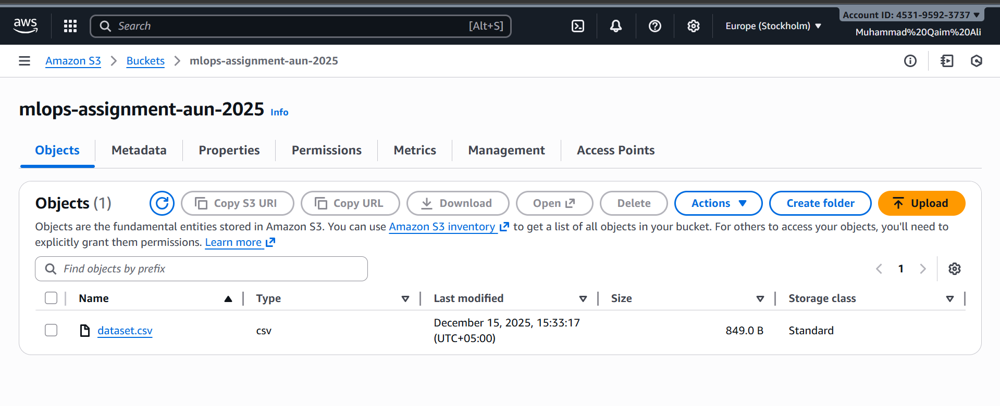 aws
Search
[Alt+S]
Europe (Stockholm)
Account ID: 4531-9592-3737
Muhammad%20Qaim%20Ali
Amazon S3
Buckets
mlops-assignment-aun-2025
mlops-assignment-aun-2025 Info
Objects
Metadata
Properties
Permissions
Metrics
Management
Access Points
Objects (1)
Copy S3 URI
Copy URL
Download
Open
Delete
Actions
Create folder
Upload
Objects are the fundamental entities stored in Amazon S3. You can use Amazon S3 inventory to get a list of all objects in your bucket. For others to access your objects, you'll need to
explicitly grant them permissions. Learn more
Find objects by prefix
1
Name
Type
Last modified
Size
Storage class
dataset.csv
csv
December 15, 2025, 15:33:17
(UTC+05:00)
849.0 B
Standard